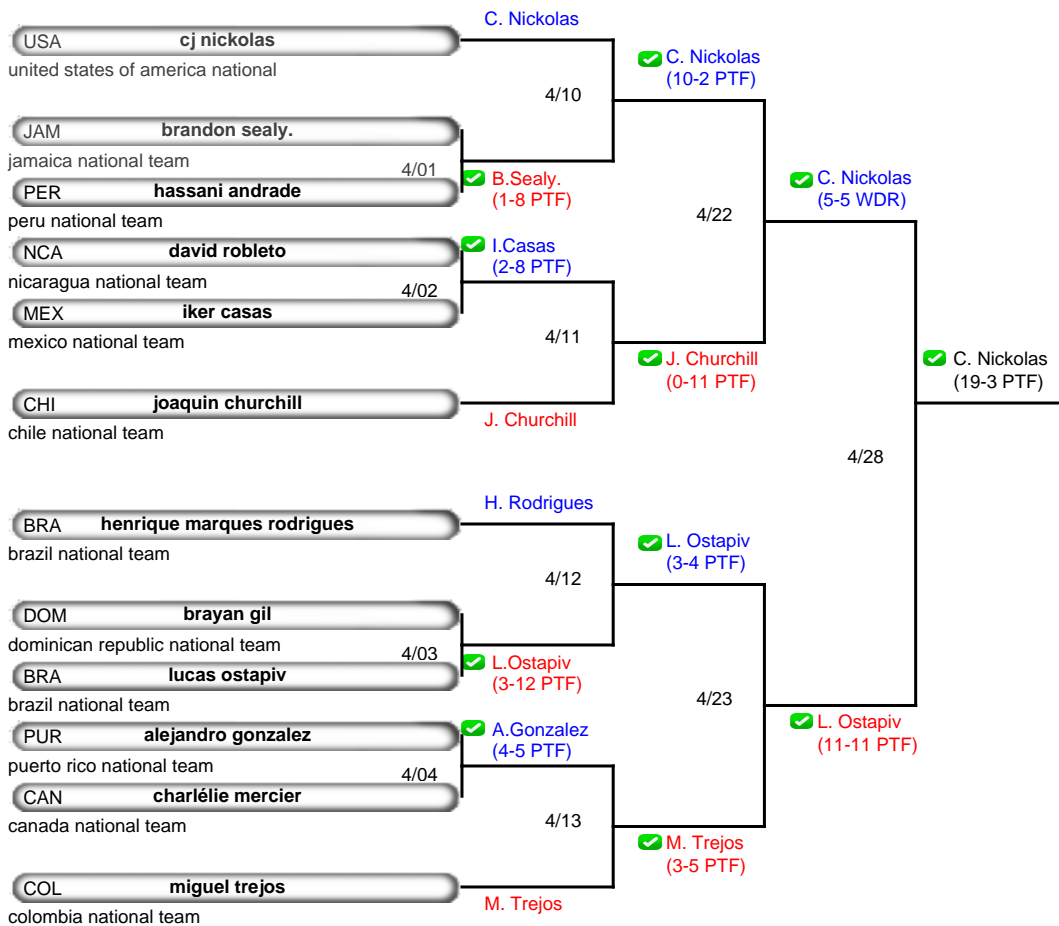 C. Nickolas
USA cj nickolas
united states of america national
C. Nickolas
(10-2 PTF)
4/10
JAM brandon sealy.
jamaica national team
4/01
B.Sealy.
(1-8 PTF)
PER hassani andrade
peru national team
C. Nickolas
(5-5 WDR)
4/22
NCA david robleto
nicaragua national team
I.Casas
(2-8 PTF)
4/02
MEX iker casas
mexico national team
4/11
J. Churchill
(0-11 PTF)
C. Nickolas
(19-3 PTF)
CHI joaquin churchill
chile national team
J. Churchill
4/28
H. Rodrigues
BRA henrique marques rodrigues
brazil national team
L. Ostapiv
(3-4 PTF)
4/12
DOM brayan gil
dominican republic national team
4/03
L.Ostapiv
(3-12 PTF)
BRA lucas ostapiv
brazil national team
4/23
L. Ostapiv
(11-11 PTF)
PUR alejandro gonzalez
puerto rico national team
A.Gonzalez
(4-5 PTF)
4/04
CAN charlélie mercier
canada national team
4/13
M. Trejos
(3-5 PTF)
COL miguel trejos
colombia national team
M. Trejos